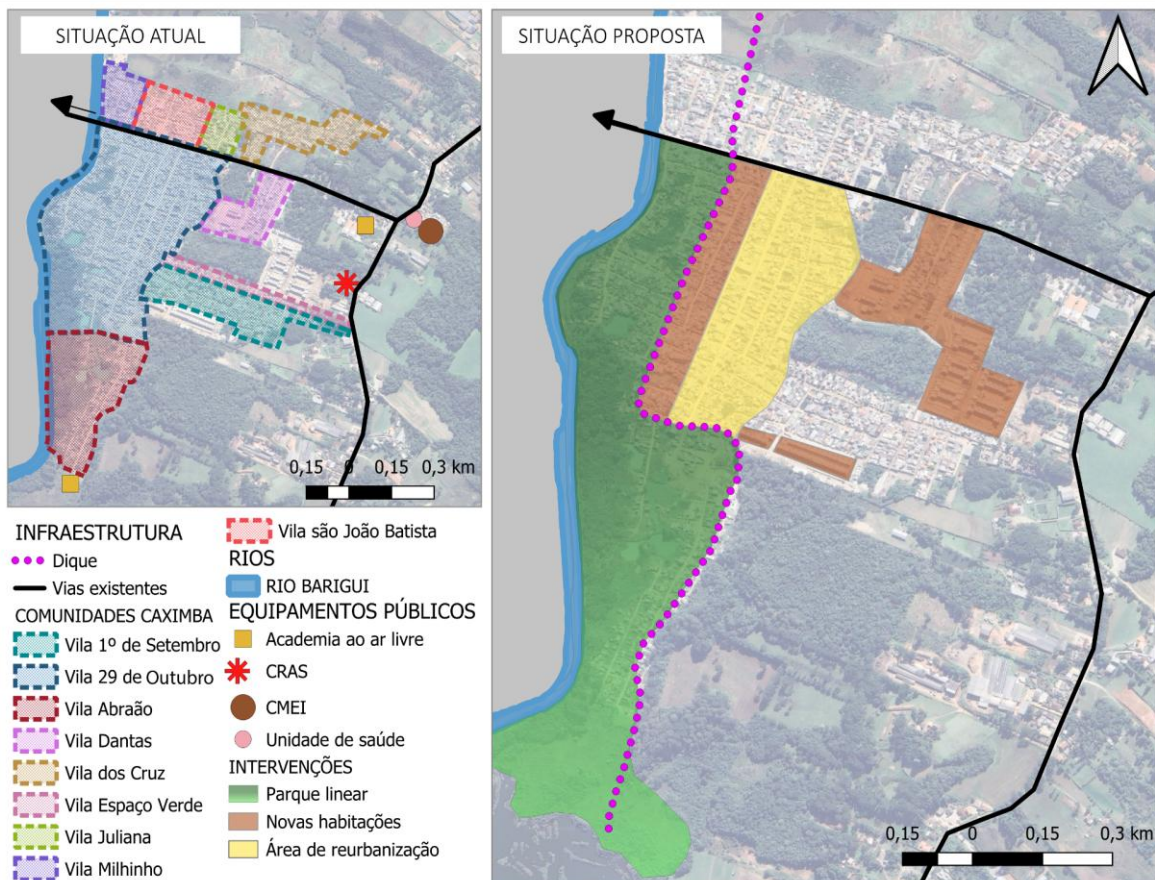 SITUAÇÃO ATUAL
0,15 0 0,15 0,3 km
SITUAÇÃO PROPOSTA
0,15 0 0,15 0,3 km
INFRAESTRUTURA
Dique
Vias existentes
COMUNIDADES CAXIMBA
Vila 1º de Setembro
Vila 29 de Outubro
Vila Abraão
Vila Dantas
Vila dos Cruz
Vila Espaço Verde
Vila Juliana
Vila Milhinho
Vila são João Batista
RIOS
RIO BARIGUI
EQUIPAMENTOS PÚBLICOS
Academia ao ar livre
CRAS
CMEI
Unidade de saúde
INTERVENÇÕES
Parque linear
Novas habitações
Área de reurbanização